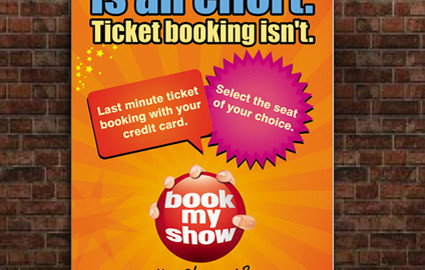 is an effort.
Ticket booking isn't.
Last minute ticket
booking with your
credit card.
Select the seat
of your choice.
book
my
show